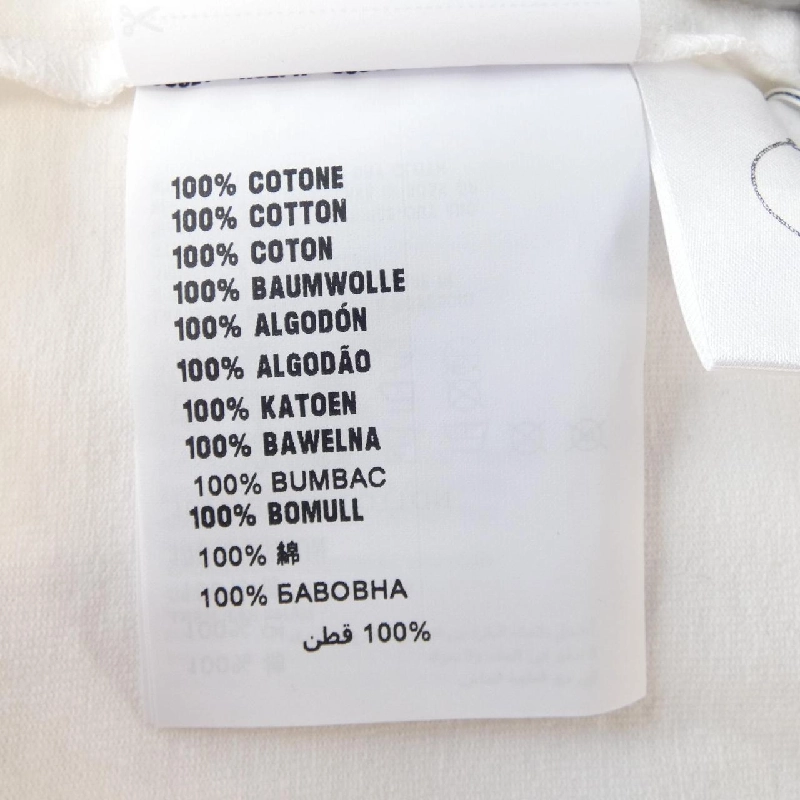 100% COTONE
100% COTTON
100% COTON
100% BAUMWOLLE
100% ALGODÓN
100% ALGODÃO
100% KATOEN
100% BAWELNA
100% BUMBAC
100% BOMULL
100% 綿
100% БАВОВНА
100% قطن